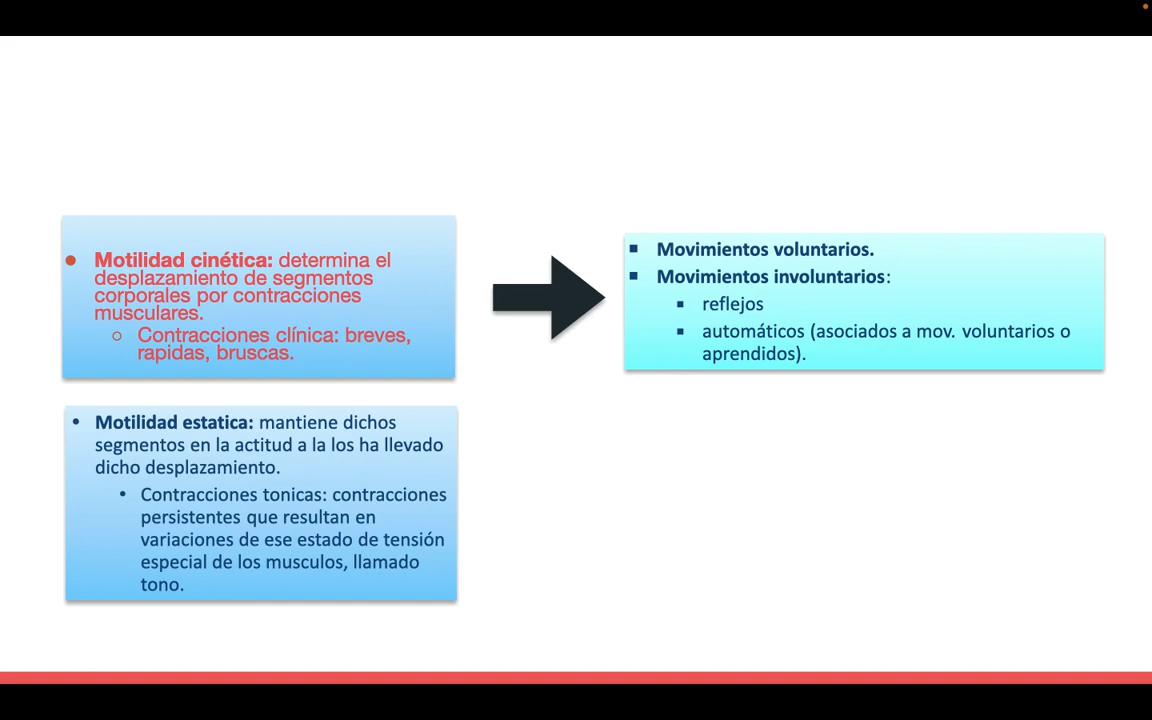 Motilidad cinética: determina el
desplazamiento de segmentos
corporales por contracciones
musculares.
Contracciones clínica: breves,
rapidas, bruscas.
Motilidad estatica: mantiene dichos
segmentos en la actitud a la los ha llevado
dicho desplazamiento.
Contracciones tonicas: contracciones
persistentes que resultan en
variaciones de ese estado de tensión
especial de los musculos, llamado
tono.
Movimientos voluntarios.
Movimientos involuntarios:
reflejos
automáticos (asociados a mov. voluntarios o
aprendidos).